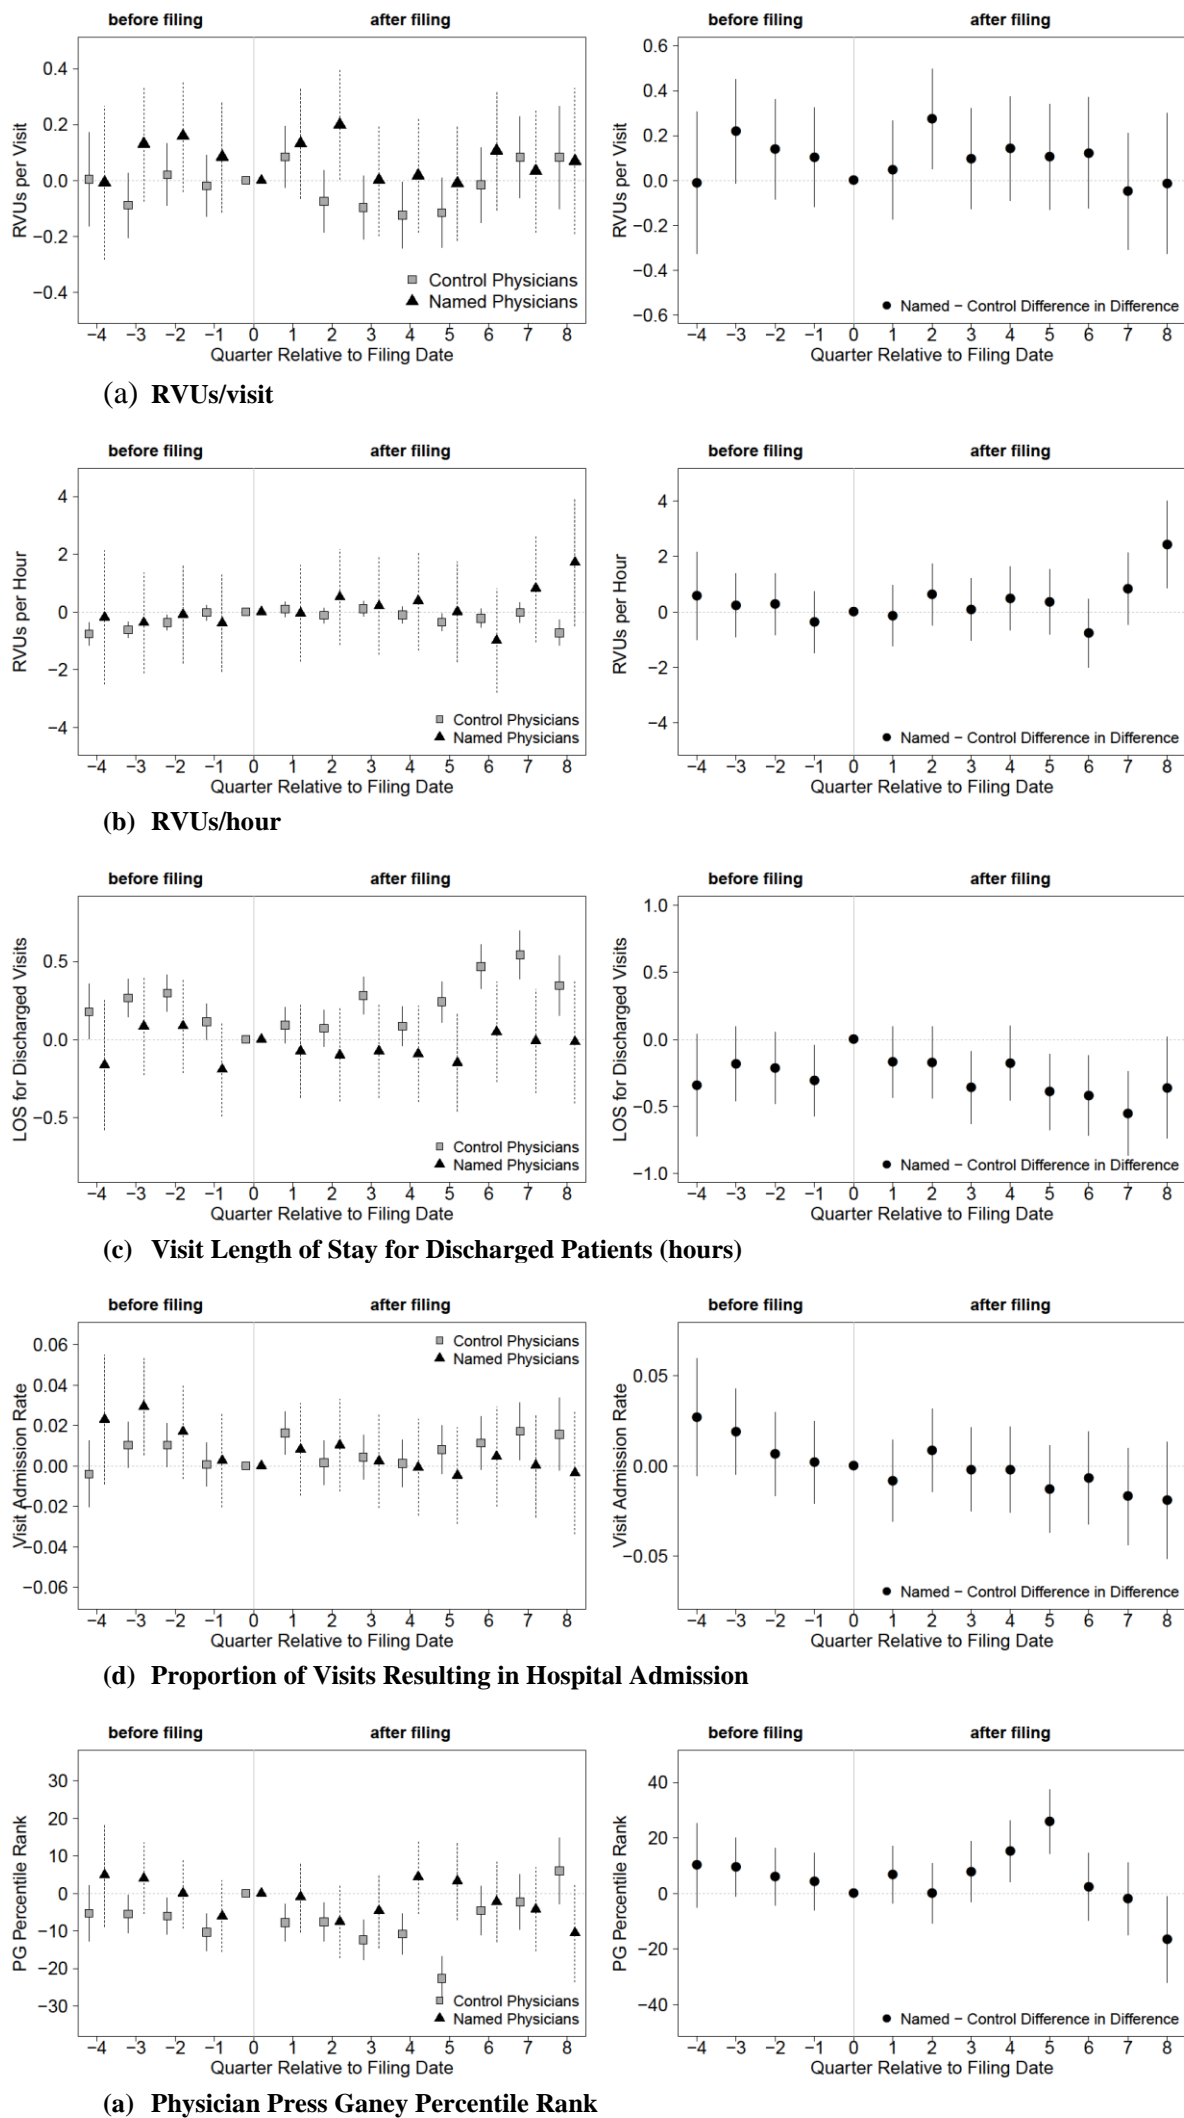 before filing after filing before filing after filing
RVUs per Visit
0.4
0.2
0.0
−0.2
−0.4
Control Physicians
Named Physicians
−4 −3 −2 −1 0 1 2 3 4 5 6 7 8
Quarter Relative to Filing Date
RVUs per Visit
0.6
0.4
0.2
0.0
−0.2
−0.4
−0.6
Named − Control Difference in Difference
−4 −3 −2 −1 0 1 2 3 4 5 6 7 8
Quarter Relative to Filing Date
(a) RVUs/visit
before filing after filing before filing after filing
RVUs per Hour
4
2
0
−2
−4
Control Physicians
Named Physicians
−4 −3 −2 −1 0 1 2 3 4 5 6 7 8
Quarter Relative to Filing Date
RVUs per Hour
4
2
0
−2
−4
Named − Control Difference in Difference
−4 −3 −2 −1 0 1 2 3 4 5 6 7 8
Quarter Relative to Filing Date
(b) RVUs/hour
before filing after filing before filing after filing
LOS for Discharged Visits
0.5
0.0
−0.5
Control Physicians
Named Physicians
−4 −3 −2 −1 0 1 2 3 4 5 6 7 8
Quarter Relative to Filing Date
LOS for Discharged Visits
1.0
0.5
0.0
−0.5
−1.0
Named − Control Difference in Difference
−4 −3 −2 −1 0 1 2 3 4 5 6 7 8
Quarter Relative to Filing Date
(c) Visit Length of Stay for Discharged Patients (hours)
before filing after filing before filing after filing
Visit Admission Rate
0.06
0.04
0.02
0.00
−0.02
−0.04
−0.06
Control Physicians
Named Physicians
−4 −3 −2 −1 0 1 2 3 4 5 6 7 8
Quarter Relative to Filing Date
Visit Admission Rate
0.05
0.00
−0.05
Named − Control Difference in Difference
−4 −3 −2 −1 0 1 2 3 4 5 6 7 8
Quarter Relative to Filing Date
(d) Proportion of Visits Resulting in Hospital Admission
before filing after filing before filing after filing
PG Percentile Rank
30
20
10
0
−10
−20
−30
Control Physicians
Named Physicians
−4 −3 −2 −1 0 1 2 3 4 5 6 7 8
Quarter Relative to Filing Date
PG Percentile Rank
40
20
0
−20
−40
Named − Control Difference in Difference
−4 −3 −2 −1 0 1 2 3 4 5 6 7 8
Quarter Relative to Filing Date
(a) Physician Press Ganey Percentile Rank